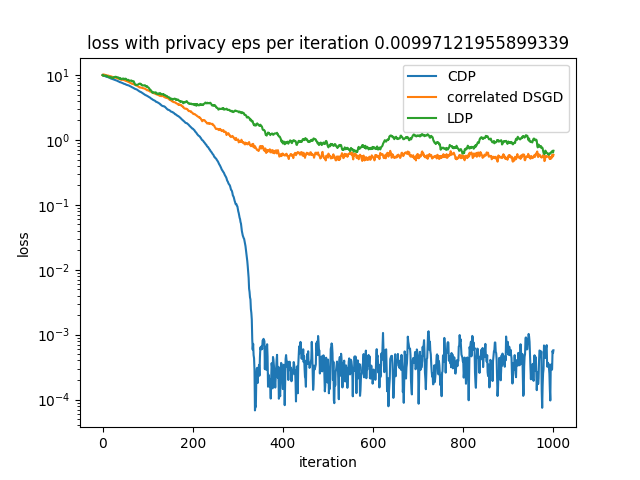 loss with privacy eps per iteration 0.00997121955899339
CDP
correlated DSGD
LDP
10¹
10⁰
10⁻¹
10⁻²
10⁻³
10⁻⁴
loss
0 200 400 600 800 1000
iteration